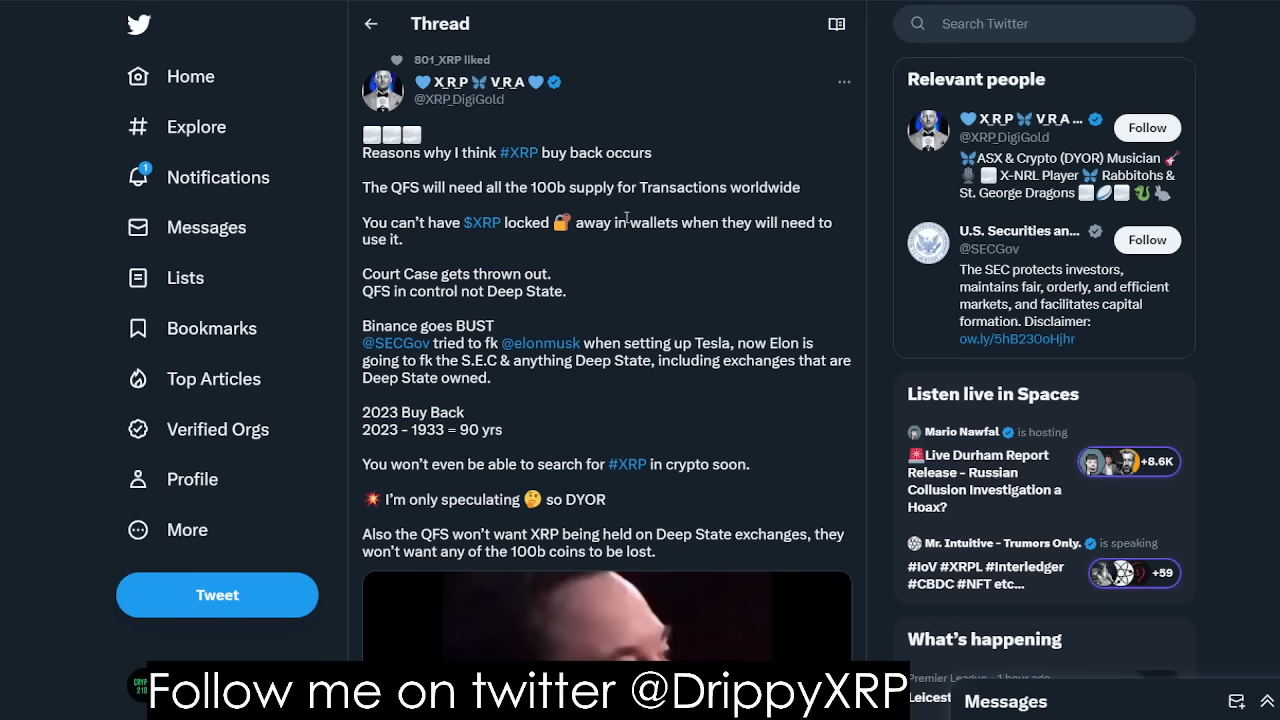 Home
Explore
1
Notifications
Messages
Lists
Bookmarks
Top Articles
Verified Orgs
Profile
More
Tweet
Thread
801_XRP liked
X.R.P V.R.A
@XRP_DigiGold
Reasons why I think #XRP buy back occurs
The QFS will need all the 100b supply for Transactions worldwide
You can't have $XRP locked 🔐 away in wallets when they will need to
use it.
Court Case gets thrown out.
QFS in control not Deep State.
Binance goes BUST
@SECGov tried to fk @elonmusk when setting up Tesla, now Elon is
going to fk the S.E.C & anything Deep State, including exchanges that are
Deep State owned.
2023 Buy Back
2023 - 1933 = 90 yrs
You won't even be able to search for #XRP in crypto soon.
💥 I'm only speculating 🤔 so DYOR
Also the QFS won't want XRP being held on Deep State exchanges, they
won't want any of the 100b coins to be lost.
Search Twitter
Relevant people
X.R.P V.R.A ...
@XRP_DigiGold
Follow
ASX & Crypto (DYOR) Musician
X-NRL Player Rabbitohs &
St. George Dragons
U.S. Securities an...
@SECGov
Follow
The SEC protects investors,
maintains fair, orderly, and efficient
markets, and facilitates capital
formation. Disclaimer:
ow.ly/5hB230oHjhr
Listen live in Spaces
Mario Nawfal is hosting
🚨Live Durham Report
Release - Russian
Collusion Investigation a
Hoax?
+8.6K
Mr. Intuitive - Trumors Only. is speaking
#IoV #XRPL #Interledger
#CBDC #NFT etc...
+59
What's happening
Premier League · 1 hour ago
Leicest
Messages
CRYP
210
Follow me on twitter @DrippyXRP